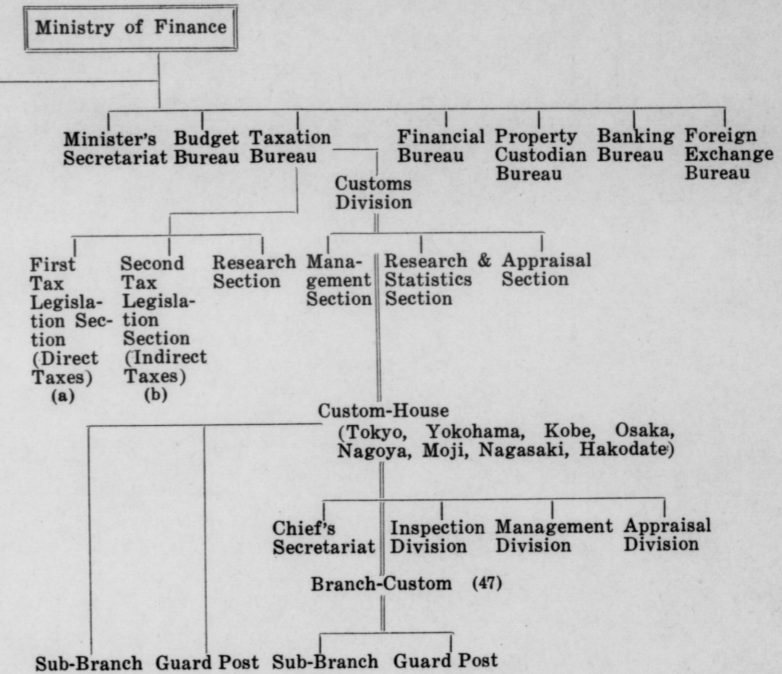 Ministry of Finance
Minister's Secretariat
Budget Bureau
Taxation Bureau
Financial Bureau
Property Custodian Bureau
Banking Bureau
Foreign Exchange Bureau
Customs
Division
First
Tax
Legisla-
tion Sec-
tion
(Direct
Taxes)
(a)
Second
Tax
Legisla-
tion
Section
(Indirect
Taxes)
(b)
Research
Section
Mana-
gement
Section
Research &
Statistics
Section
Appraisal
Section
Custom-House
(Tokyo, Yokohama, Kobe, Osaka,
Nagoya, Moji, Nagasaki, Hakodate)
Chief's
Secretariat
Inspection
Division
Management
Division
Appraisal
Division
Branch-Custom (47)
Sub-Branch Guard Post Sub-Branch Guard Post